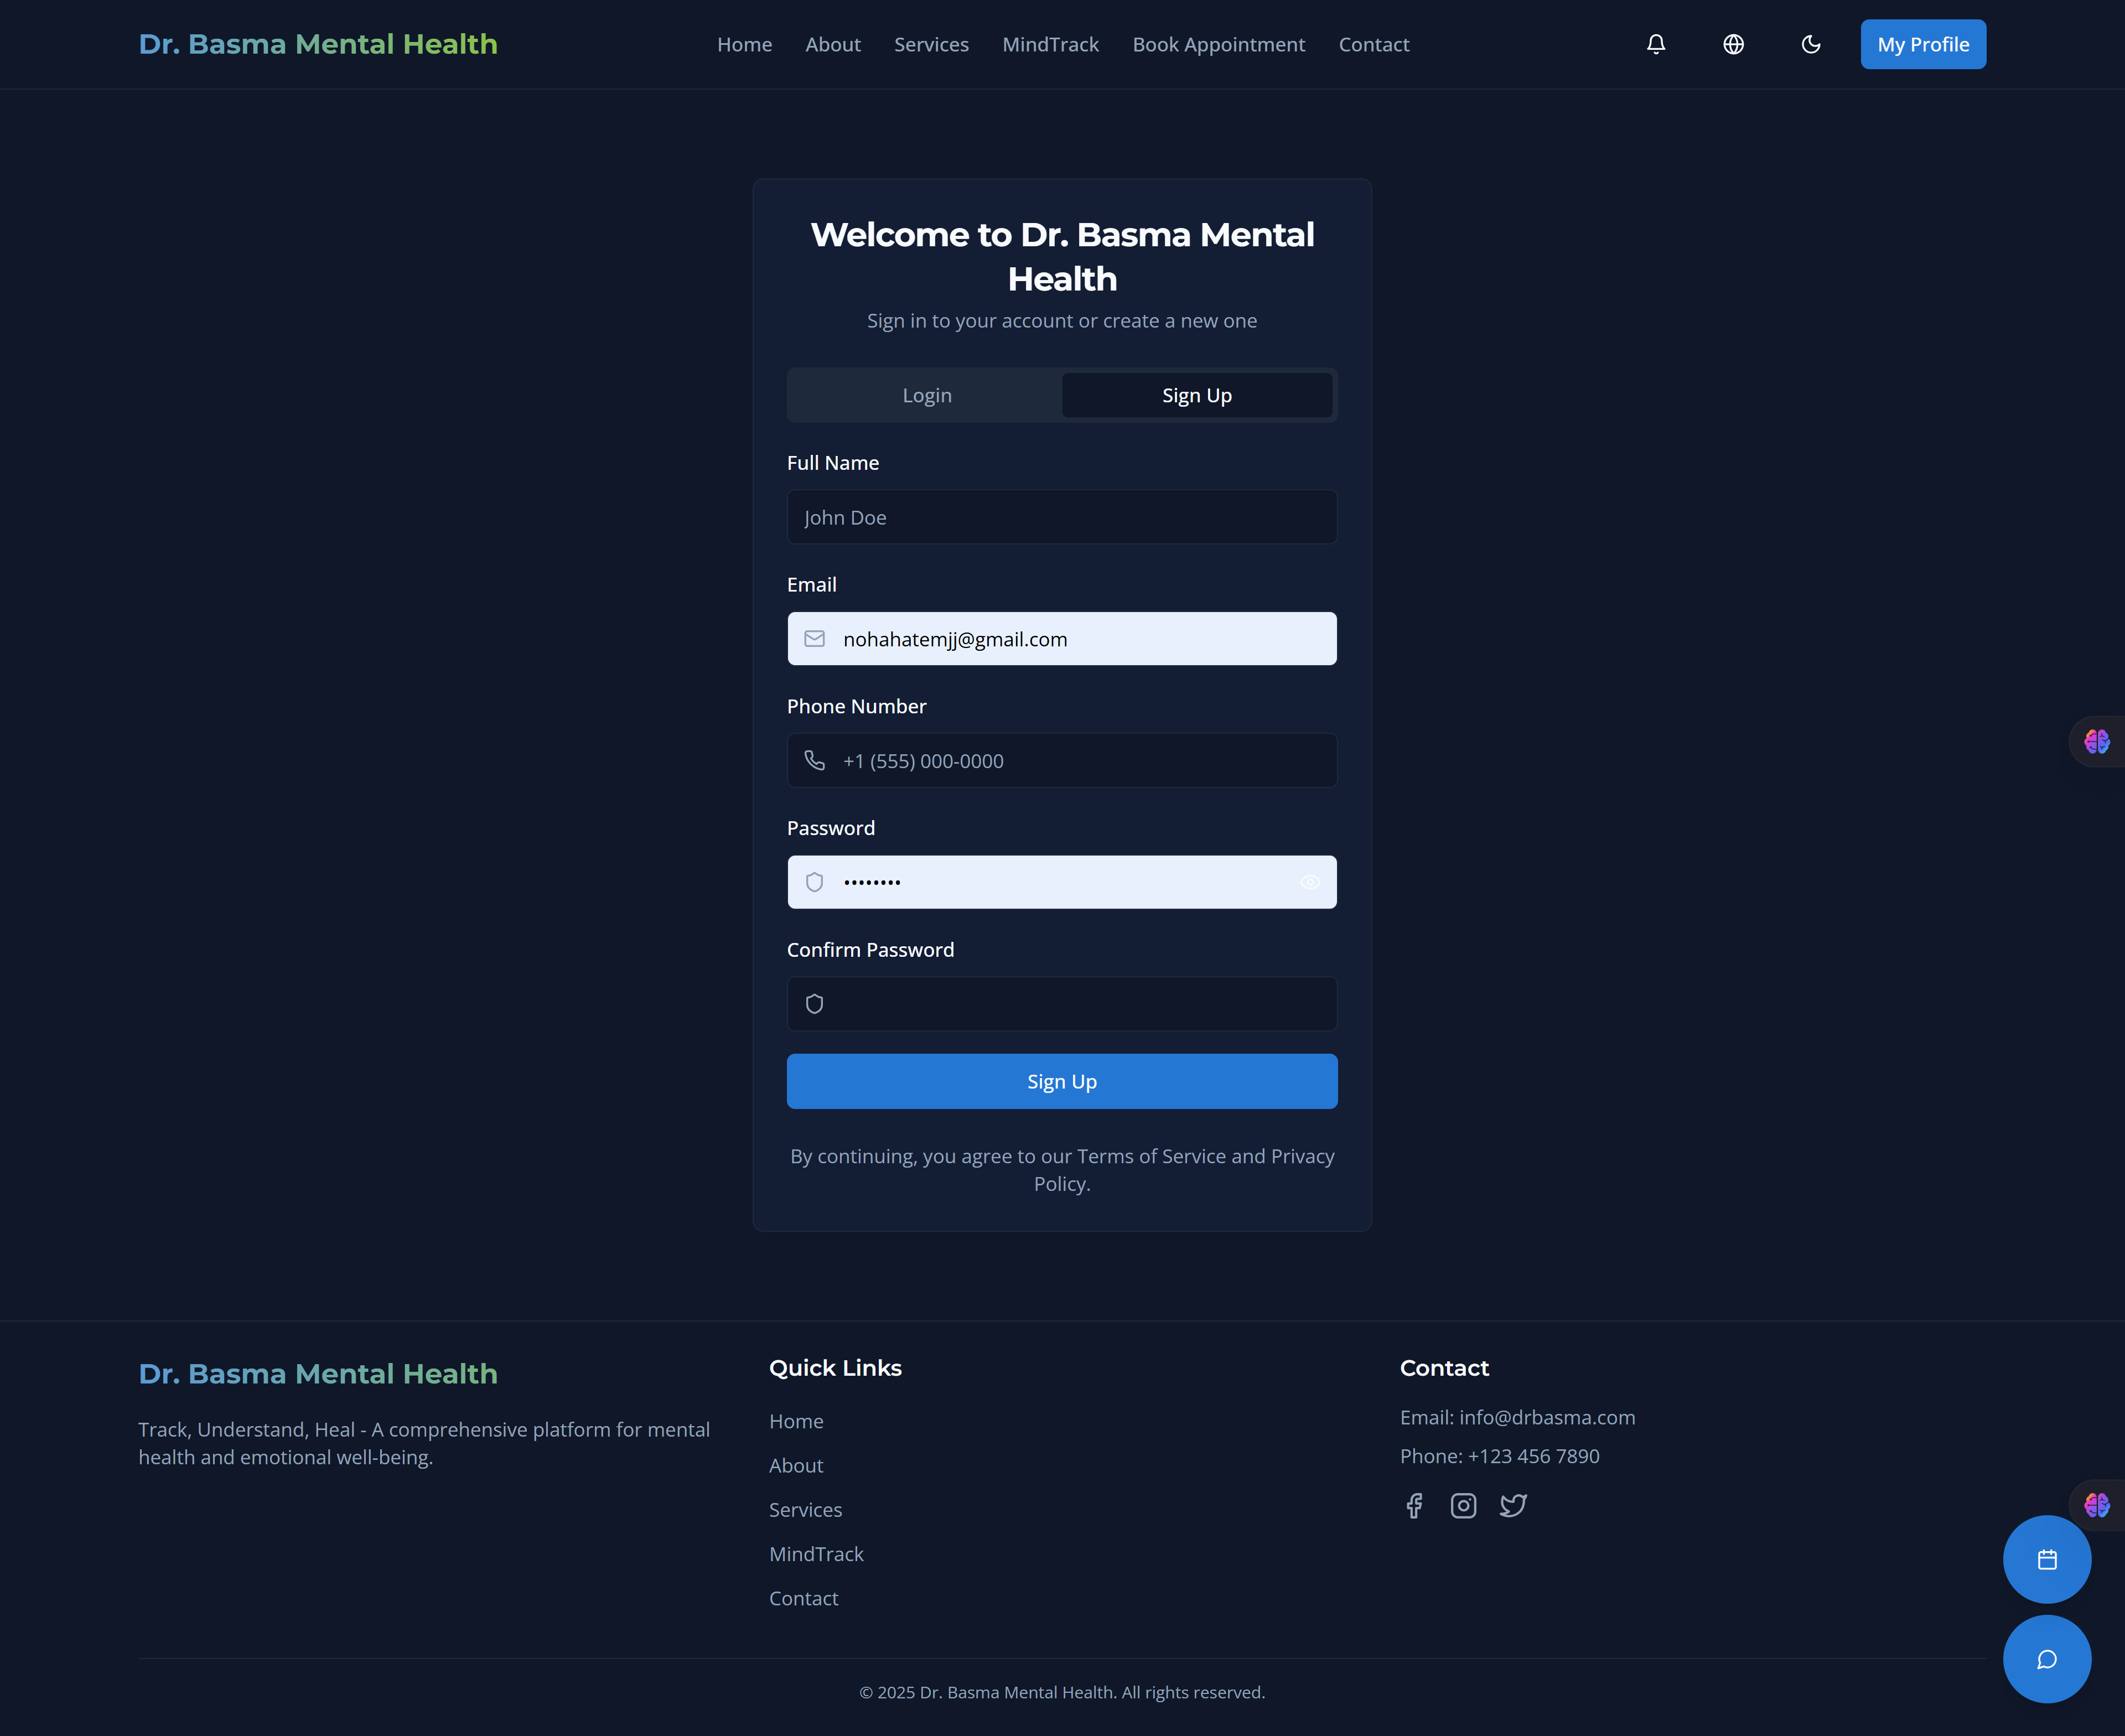 Dr. Basma Mental Health
Home About Services MindTrack Book Appointment Contact
My Profile
Welcome to Dr. Basma Mental
Health
Sign in to your account or create a new one
Login
Sign Up
Full Name
John Doe
Email
nohahatemjj@gmail.com
Phone Number
+1 (555) 000-0000
Password
••••••••
Confirm Password
Sign Up
By continuing, you agree to our Terms of Service and Privacy
Policy.
Dr. Basma Mental Health
Track, Understand, Heal - A comprehensive platform for mental
health and emotional well-being.
Quick Links
Home
About
Services
MindTrack
Contact
Contact
Email: info@drbasma.com
Phone: +123 456 7890
© 2025 Dr. Basma Mental Health. All rights reserved.